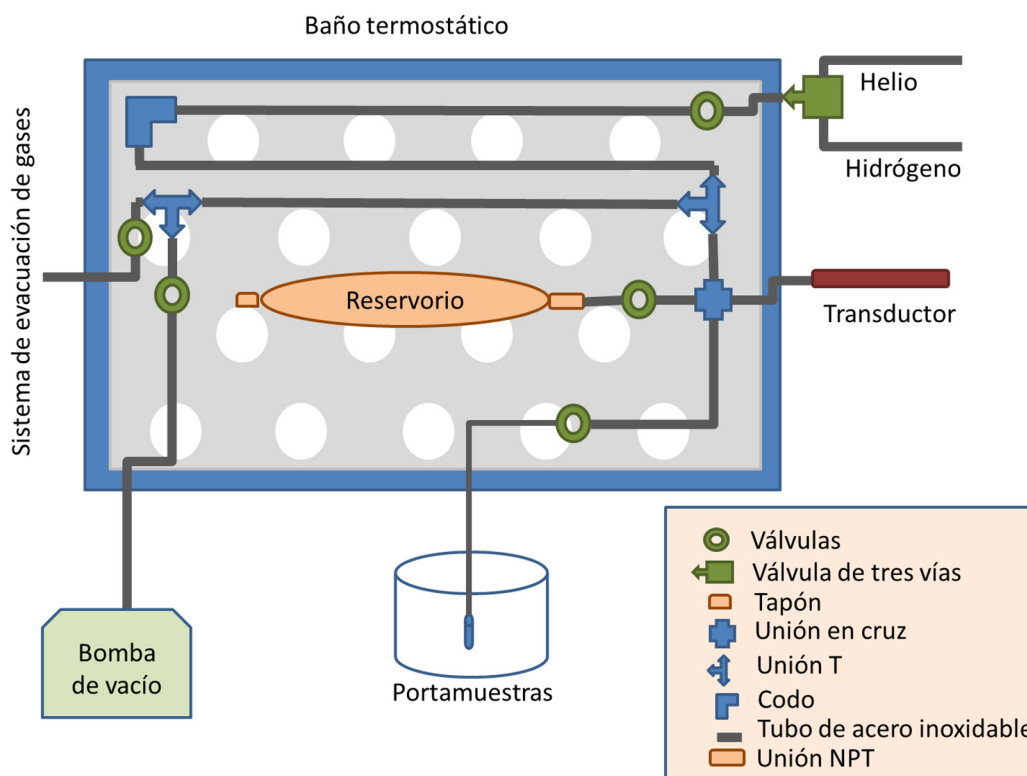 Baño termostático
Helio
Hidrógeno
Sistema de evacuación de gases
Reservorio
Transductor
Bomba
de vacío
Portamuestras
Válvulas
Válvula de tres vías
Tapón
Unión en cruz
Unión T
Codo
Tubo de acero inoxidable
Unión NPT